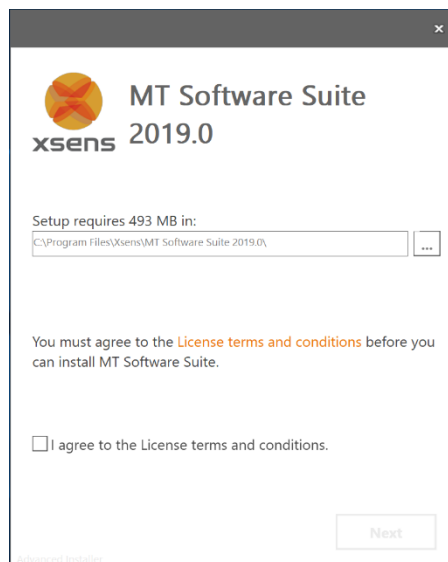 ×
MT Software Suite
2019.0
xsens
Setup requires 493 MB in:
C:\Program Files\Xsens\MT Software Suite 2019.0\
...
You must agree to the License terms and conditions before you
can install MT Software Suite.
I agree to the License terms and conditions.
Next
Advanced Installer